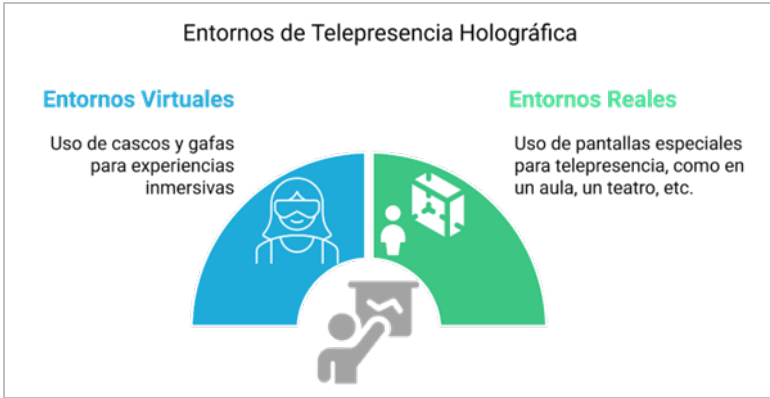 Entornos de Telepresencia Holográfica
Entornos Virtuales
Uso de cascos y gafas
para experiencias
inmersivas
Entornos Reales
Uso de pantallas especiales
para telepresencia, como en
un aula, un teatro, etc.